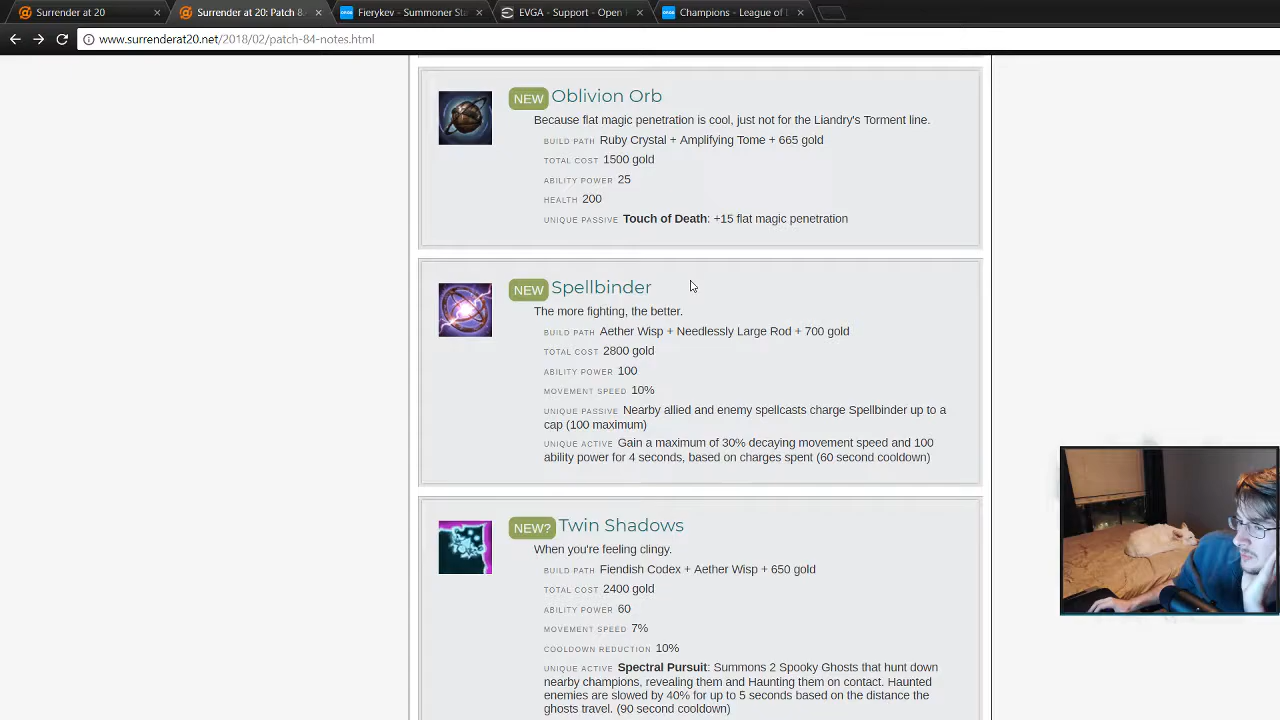 Surrender at 20
Surrender at 20: Patch 8.
Fierykev - Summoner Sta
EVGA - Support - Open I
Champions - League of L
www.surrenderat20.net/2018/02/patch-84-notes.html
NEW Oblivion Orb
Because flat magic penetration is cool, just not for the Liandry's Torment line.
BUILD PATH Ruby Crystal + Amplifying Tome + 665 gold
TOTAL COST 1500 gold
ABILITY POWER 25
HEALTH 200
UNIQUE PASSIVE Touch of Death: +15 flat magic penetration
NEW Spellbinder
The more fighting, the better.
BUILD PATH Aether Wisp + Needlessly Large Rod + 700 gold
TOTAL COST 2800 gold
ABILITY POWER 100
MOVEMENT SPEED 10%
UNIQUE PASSIVE Nearby allied and enemy spellcasts charge Spellbinder up to a
cap (100 maximum)
UNIQUE ACTIVE Gain a maximum of 30% decaying movement speed and 100
ability power for 4 seconds, based on charges spent (60 second cooldown)
NEW? Twin Shadows
When you're feeling clingy.
BUILD PATH Fiendish Codex + Aether Wisp + 650 gold
TOTAL COST 2400 gold
ABILITY POWER 60
MOVEMENT SPEED 7%
COOLDOWN REDUCTION 10%
UNIQUE ACTIVE Spectral Pursuit: Summons 2 Spooky Ghosts that hunt down
nearby champions, revealing them and Haunting them on contact. Haunted
enemies are slowed by 40% for up to 5 seconds based on the distance the
ghosts travel. (90 second cooldown)